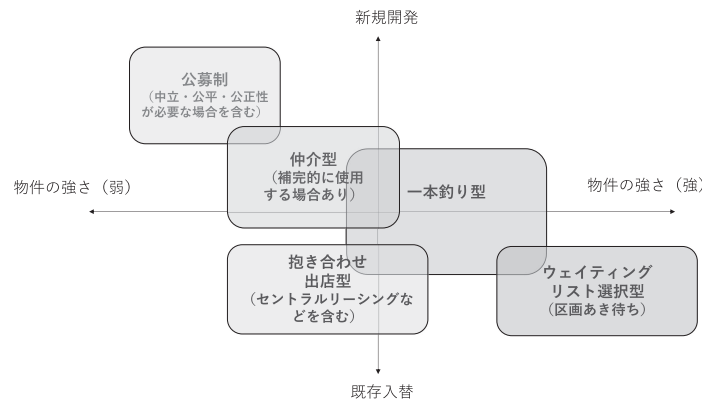 新規開発
公募制
（中立・公平・公正性
が必要な場合を含む）
仲介型
（補完的に使用
する場合あり）
一本釣り型
物件の強さ（弱）
物件の強さ（強）
抱き合わせ
出店型
（セントラルリーシングな
どを含む）
ウェイティング
リスト選択型
（区画あき待ち）
既存入替